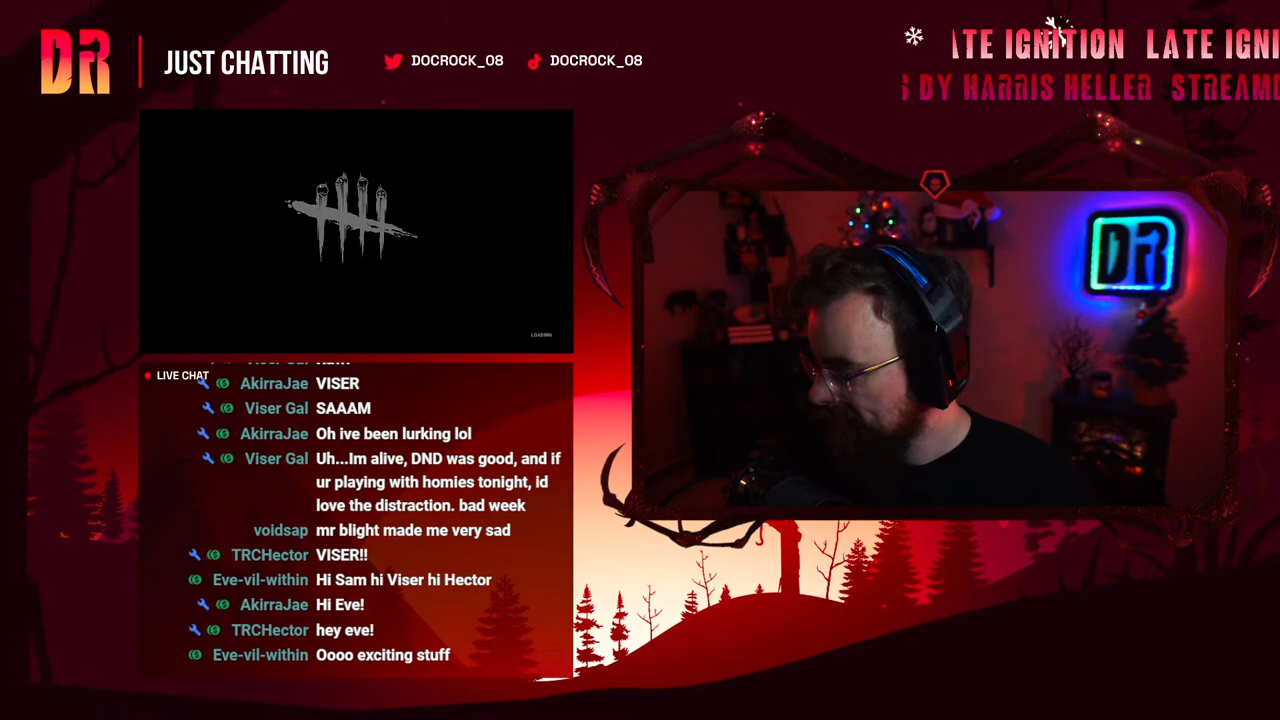 DR
JUST CHATTING
DOCROCK_08
DOCROCK_08
ATE IGNITION LATE IGNI
S BY HARRIS HELLER STREAM
DR
LOADING
LIVE CHAT
AkirraJae VISER
Viser Gal SAAAM
AkirraJae Oh ive been lurking lol
Viser Gal Uh...Im alive, DND was good, and if
ur playing with homies tonight, id
love the distraction. bad week
voidsap mr blight made me very sad
TRCHector VISER!!
Eve-vil-within Hi Sam hi Viser hi Hector
AkirraJae Hi Eve!
TRCHector hey eve!
Eve-vil-within Oooo exciting stuff